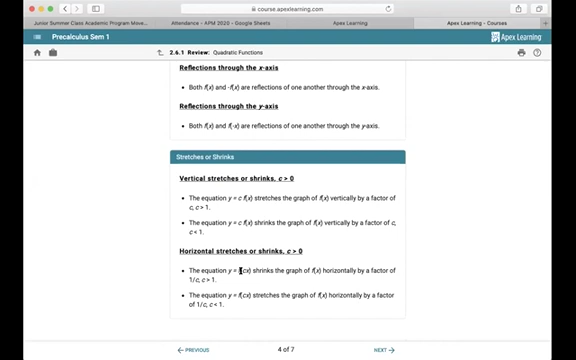 course.apexlearning.com
Junior Summer Class Academic Program Move...
Attendance - APM 2020 - Google Sheets
Apex Learning
Apex Learning - Courses
Precalculus Sem 1
Apex Learning
2.6.1 Review: Quadratic Functions
Reflections through the x-axis
• Both f(x) and -f(x) are reflections of one another through the x-axis.
Reflections through the y-axis
• Both f(x) and f(-x) are reflections of one another through the y-axis.
Stretches or Shrinks
Vertical stretches or shrinks, c > 0
• The equation y = c f(x) stretches the graph of f(x) vertically by a factor of
c, c > 1.
• The equation y = c f(x) shrinks the graph of f(x) vertically by a factor of c,
c < 1.
Horizontal stretches or shrinks, c > 0
• The equation y = f(cx) shrinks the graph of f(x) horizontally by a factor of
1/c, c > 1.
• The equation y = f(cx) stretches the graph of f(x) horizontally by a factor
of 1/c, c < 1.
PREVIOUS
4 of 7
NEXT